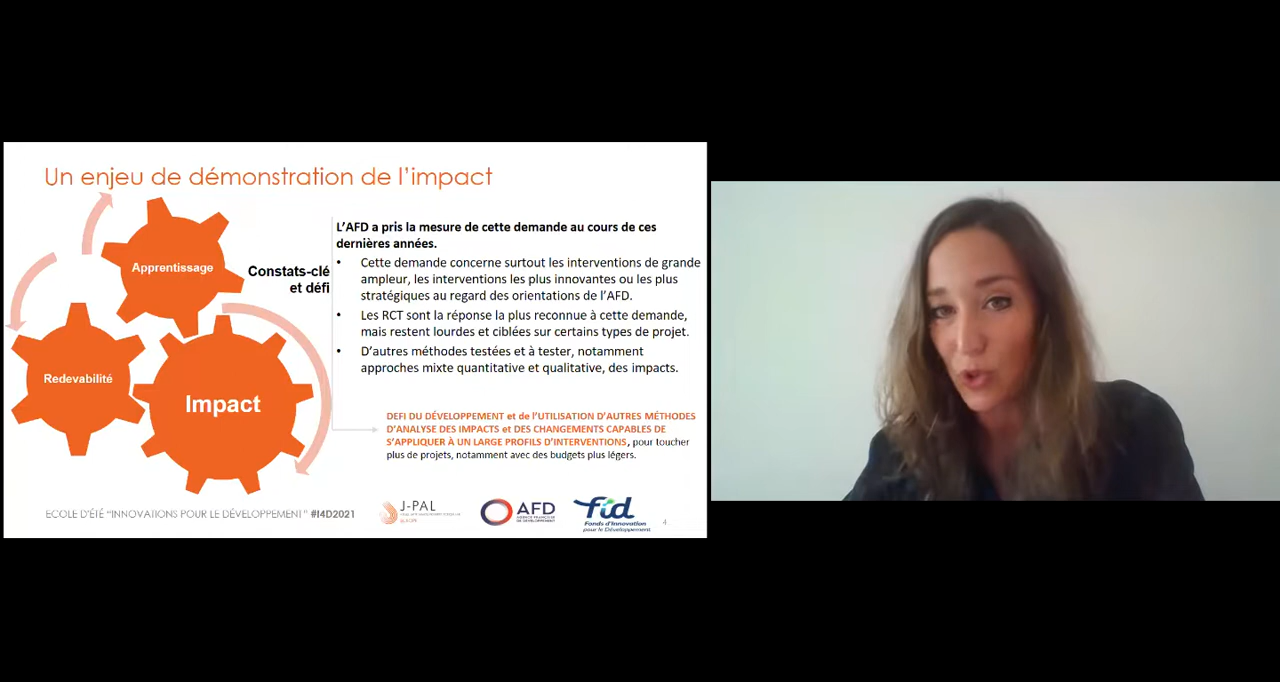 Un enjeu de démonstration de l'impact
Apprentissage
Redevabilité
Impact
Constats-clé
et défi
L'AFD a pris la mesure de cette demande au cours de ces
dernières années.
• Cette demande concerne surtout les interventions de grande
ampleur, les interventions les plus innovantes ou les plus
stratégiques au regard des orientations de l'AFD.
• Les RCT sont la réponse la plus reconnue à cette demande,
mais restent lourdes et ciblées sur certains types de projet.
• D'autres méthodes testées et à tester, notamment
approches mixte quantitative et qualitative, des impacts.
DEFI DU DÉVELOPPEMENT et de l'UTILISATION D'AUTRES MÉTHODES
D'ANALYSE DES IMPACTS et DES CHANGEMENTS CAPABLES DE
S'APPLIQUER À UN LARGE PROFILS D'INTERVENTIONS, pour toucher
plus de projets, notamment avec des budgets plus légers.
ECOLE D'ÉTÉ "INNOVATIONS POUR LE DÉVELOPPEMENT" #I4D2021
J-PAL
AFD
AGENCE FRANÇAISE
DE DÉVELOPPEMENT
fid
Fonds d'Innovation
pour le Développement
4